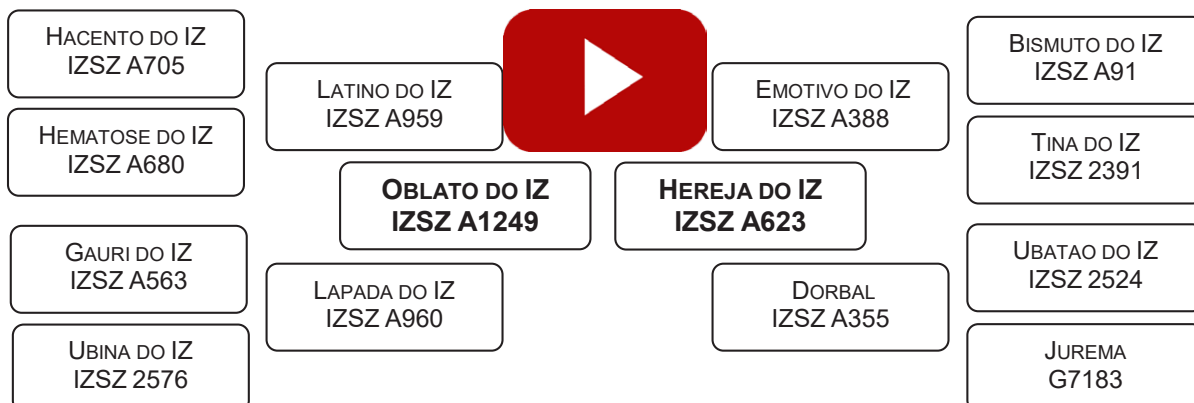 HACENTO DO IZ
IZSZ A705
HEMATOSE DO IZ
IZSZ A680
GAURI DO IZ
IZSZ A563
UBINA DO IZ
IZSZ 2576
LATINO DO IZ
IZSZ A959
LAPADA DO IZ
IZSZ A960
OBLATO DO IZ
IZSZ A1249
HEREJA DO IZ
IZSZ A623
EMOTIVO DO IZ
IZSZ A388
DORBAL
IZSZ A355
BISMUTO DO IZ
IZSZ A91
TINA DO IZ
IZSZ 2391
UBATAO DO IZ
IZSZ 2524
JUREMA
G7183